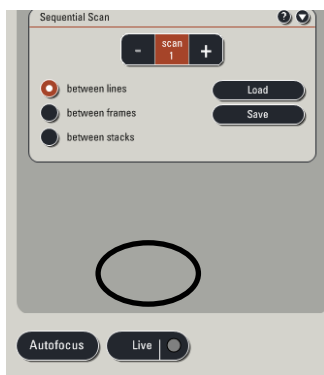 Sequential Scan ?
- scan 1 +
between lines Load
between frames Save
between stacks
Autofocus Live